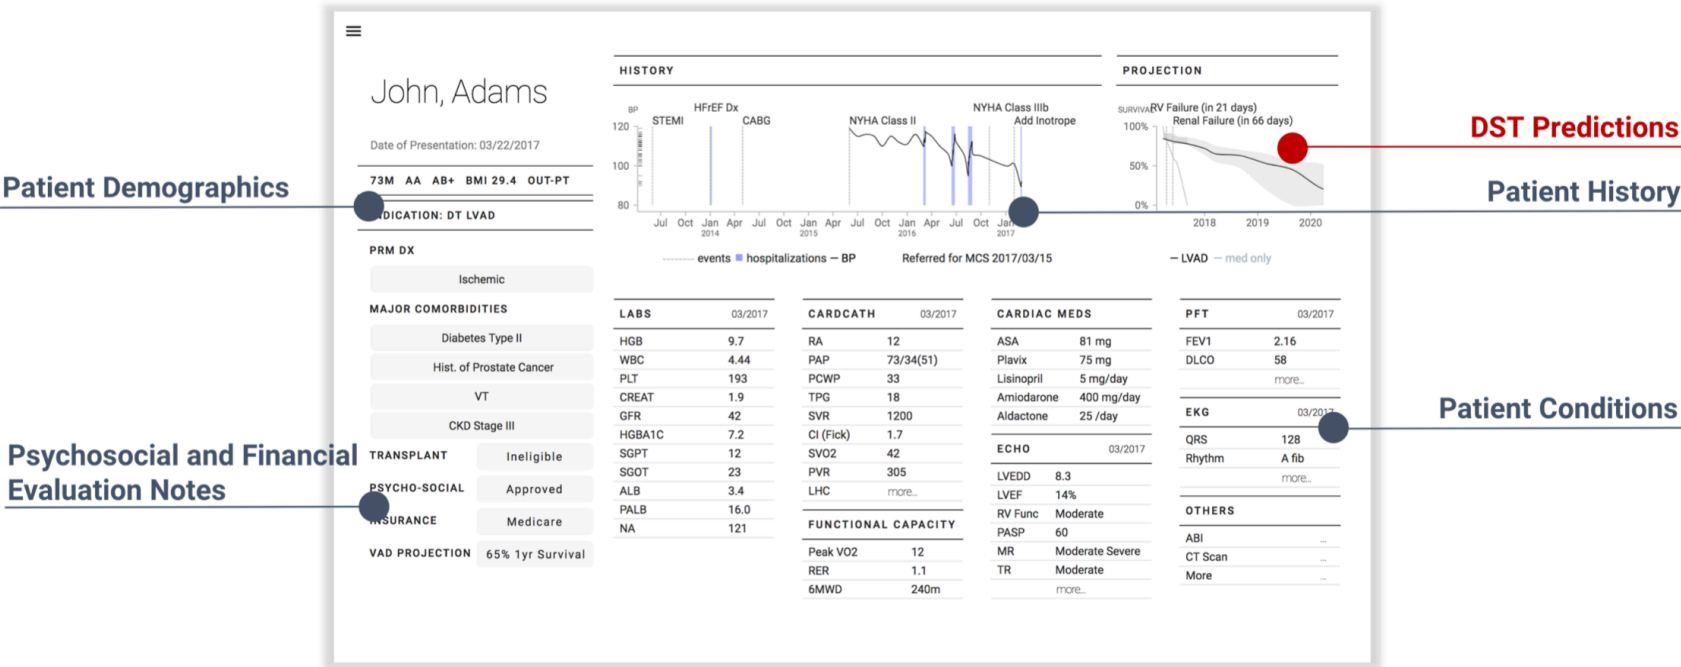 John, Adams
Date of Presentation: 03/22/2017
Patient Demographics
73M AA AB+ BMI 29.4 OUT-PT
NDICATION: DT LVAD
PRM DX
Ischemic
MAJOR COMORBIDITIES
Diabetes Type II
Hist. of Prostate Cancer
VT
CKD Stage III
Psychosocial and Financial
Evaluation Notes
TRANSPLANT Ineligible
PSYCHO-SOCIAL Approved
NSURANCE Medicare
VAD PROJECTION 65% 1yr Survival
HISTORY
BP
120
100
80
STEMI
HFrEF Dx
CABG
NYHA Class II
NYHA Class IIIb
Add Inotrope
Jul Oct Jan Apr Jul Oct Jan Apr Jul Oct Jan Apr Jul Oct Jan
2014 2015 2016 2017
events hospitalizations BP Referred for MCS 2017/03/15
PROJECTION
SURVIVAL
RV Failure (in 21 days)
Renal Failure (in 66 days)
100%
50%
0%
2018 2019 2020
LVAD med only
DST Predictions
Patient History
Patient Conditions
LABS 03/2017
HGB 9.7
WBC 4.44
PLT 193
CREAT 1.9
GFR 42
HGBA1C 7.2
SGPT 12
SGOT 23
ALB 3.4
PALB 16.0
NA 121
CARDCATH 03/2017
RA 12
PAP 73/34(51)
PCWP 33
TPG 18
SVR 1200
CI (Fick) 1.7
SVO2 42
PVR 305
LHC more...
FUNCTIONAL CAPACITY
Peak VO2 12
RER 1.1
6MWD 240m
CARDIAC MEDS
ASA 81 mg
Plavix 75 mg
Lisinopril 5 mg/day
Amiodarone 400 mg/day
Aldactone 25 /day
ECHO 03/2017
LVEDD 8.3
LVEF 14%
RV Func Moderate
PASP 60
MR Moderate Severe
TR Moderate
more...
PFT 03/2017
FEV1 2.16
DLCO 58
more...
EKG 03/2017
QRS 128
Rhythm A fib
more...
OTHERS
ABI ...
CT Scan ...
More ...